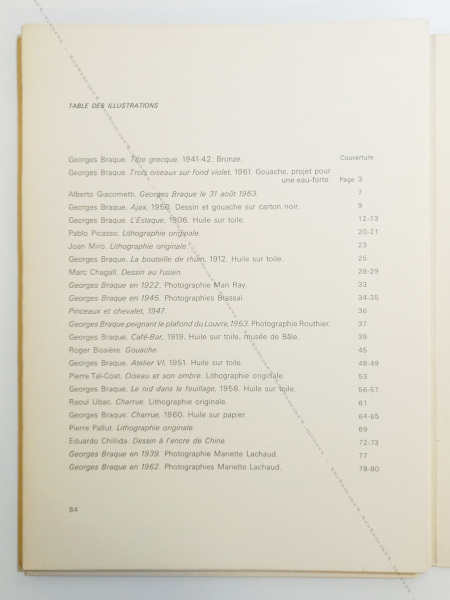 TABLE DES ILLUSTRATIONS
Georges Braque. Tête grecque, 1941-42. Bronze. Couverture
Georges Braque. Trois oiseaux sur fond violet, 1961. Gouache, projet pour
une eau-forte. Page 3
Alberto Giacometti. Georges Braque le 31 août 1963. 7
Georges Braque. Ajax, 1950. Dessin et gouache sur carton noir. 9
Georges Braque. L'Estaque, 1906. Huile sur toile. 12-13
Pablo Picasso. Lithographie originale. 20-21
Joan Miró. Lithographie originale. 23
Georges Braque. La bouteille de rhum, 1912. Huile sur toile. 25
Marc Chagall. Dessin au fusain. 28-29
Georges Braque en 1922. Photographie Man Ray. 33
Georges Braque en 1945. Photographies Brassaï. 34-35
Pinceaux et chevalet, 1947. 36
Georges Braque peignant le plafond du Louvre, 1953. Photographie Routhier. 37
Georges Braque. Café-Bar, 1919. Huile sur toile, musée de Bâle. 39
Roger Bissière. Gouache. 45
Georges Braque. Atelier VI, 1951. Huile sur toile. 48-49
Pierre Tal-Coat. Oiseau et son ombre. Lithographie originale. 53
Georges Braque. Le nid dans le feuillage, 1958. Huile sur toile. 56-57
Raoul Ubac. Charrue. Lithographie originale. 61
Georges Braque. Charrue, 1960. Huile sur papier. 64-65
Pierre Pallut. Lithographie originale. 69
Eduardo Chillida. Dessin à l'encre de Chine 72-73
Georges Braque en 1939. Photographie Mariette Lachaud. 77
Georges Braque en 1962. Photographies Mariette Lachaud. 78-80
84